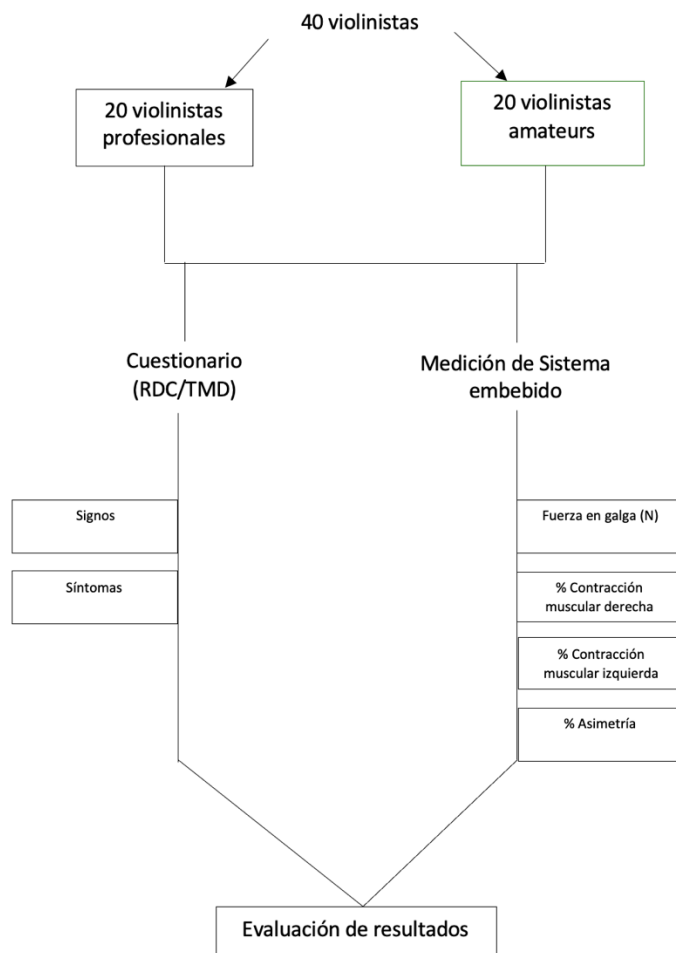 40 violinistas
20 violinistas
profesionales
20 violinistas
amateurs
Cuestionario
(RDC/TMD)
Medición de Sistema
embebido
Signos
Síntomas
Fuerza en galga (N)
% Contracción
muscular derecha
% Contracción
muscular izquierda
% Asimetría
Evaluación de resultados